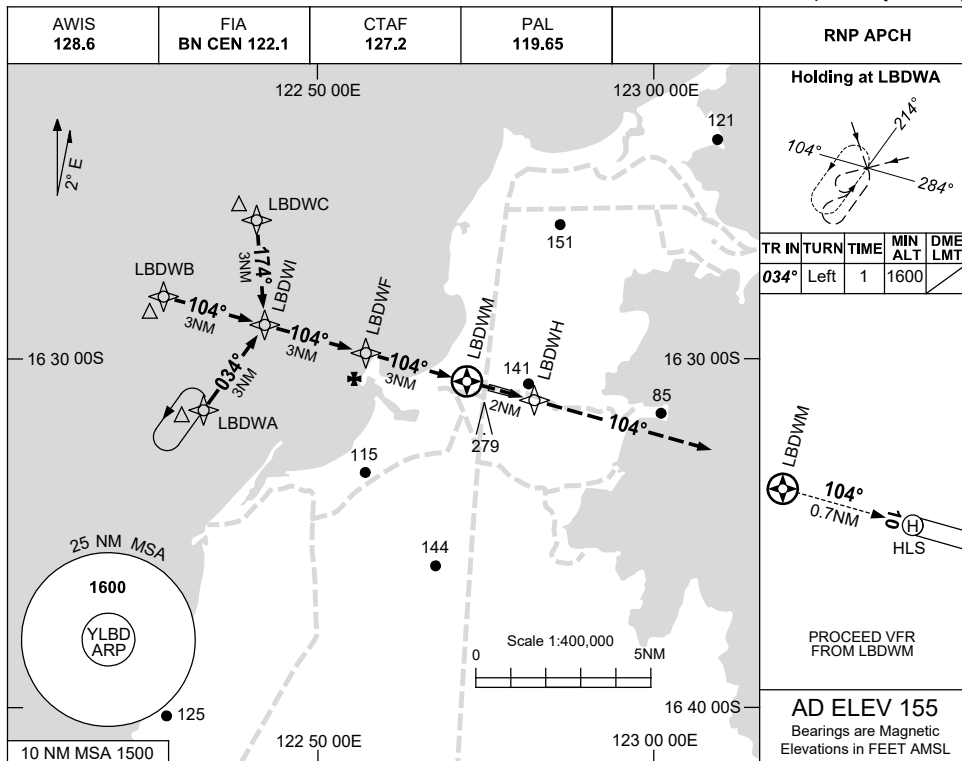 AWIS
128.6
FIA
BN CEN 122.1
CTAF
127.2
PAL
119.65
RNP APCH
122 50 00E
123 00 00E
Holding at LBDWA
121
2° E
214°
104°
284°
151
LBDWC
174°
3NM
LBDWI
LBDWB
104°
3NM
LBDWF
104°
3NM
LBDWM
104°
3NM
LBDWH
TR IN TURN TIME MIN ALT DME LMT
034° Left 1 1600
16 30 00S
034°
3NM
LBDWA
141
2NM
85
104°
279
115
LBDWM
104°
0.7NM
10
H
HLS
25 NM MSA
1600
YLBD
ARP
144
Scale 1:400,000
0 5NM
PROCEED VFR
FROM LBDWM
125
16 40 00S
10 NM MSA 1500
122 50 00E
123 00 00E
AD ELEV 155
Bearings are Magnetic
Elevations in FEET AMSL